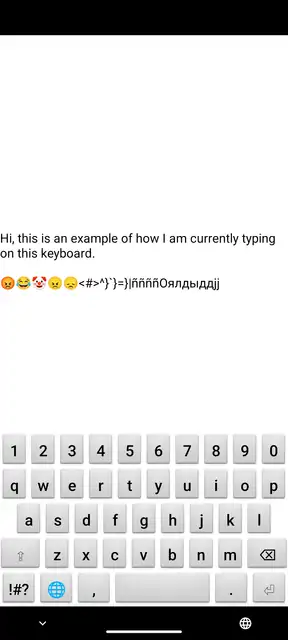 Hi, this is an example of how I am currently typing
on this keyboard.
😡😂🤡😠😞<#>^}`}=}|ññññОялдыддjj
1 2 3 4 5 6 7 8 9 0
q w e r t y u i o p
a s d f g h j k l
⇧ z x c v b n m ⌫
!#? 🌐 , . ⏎